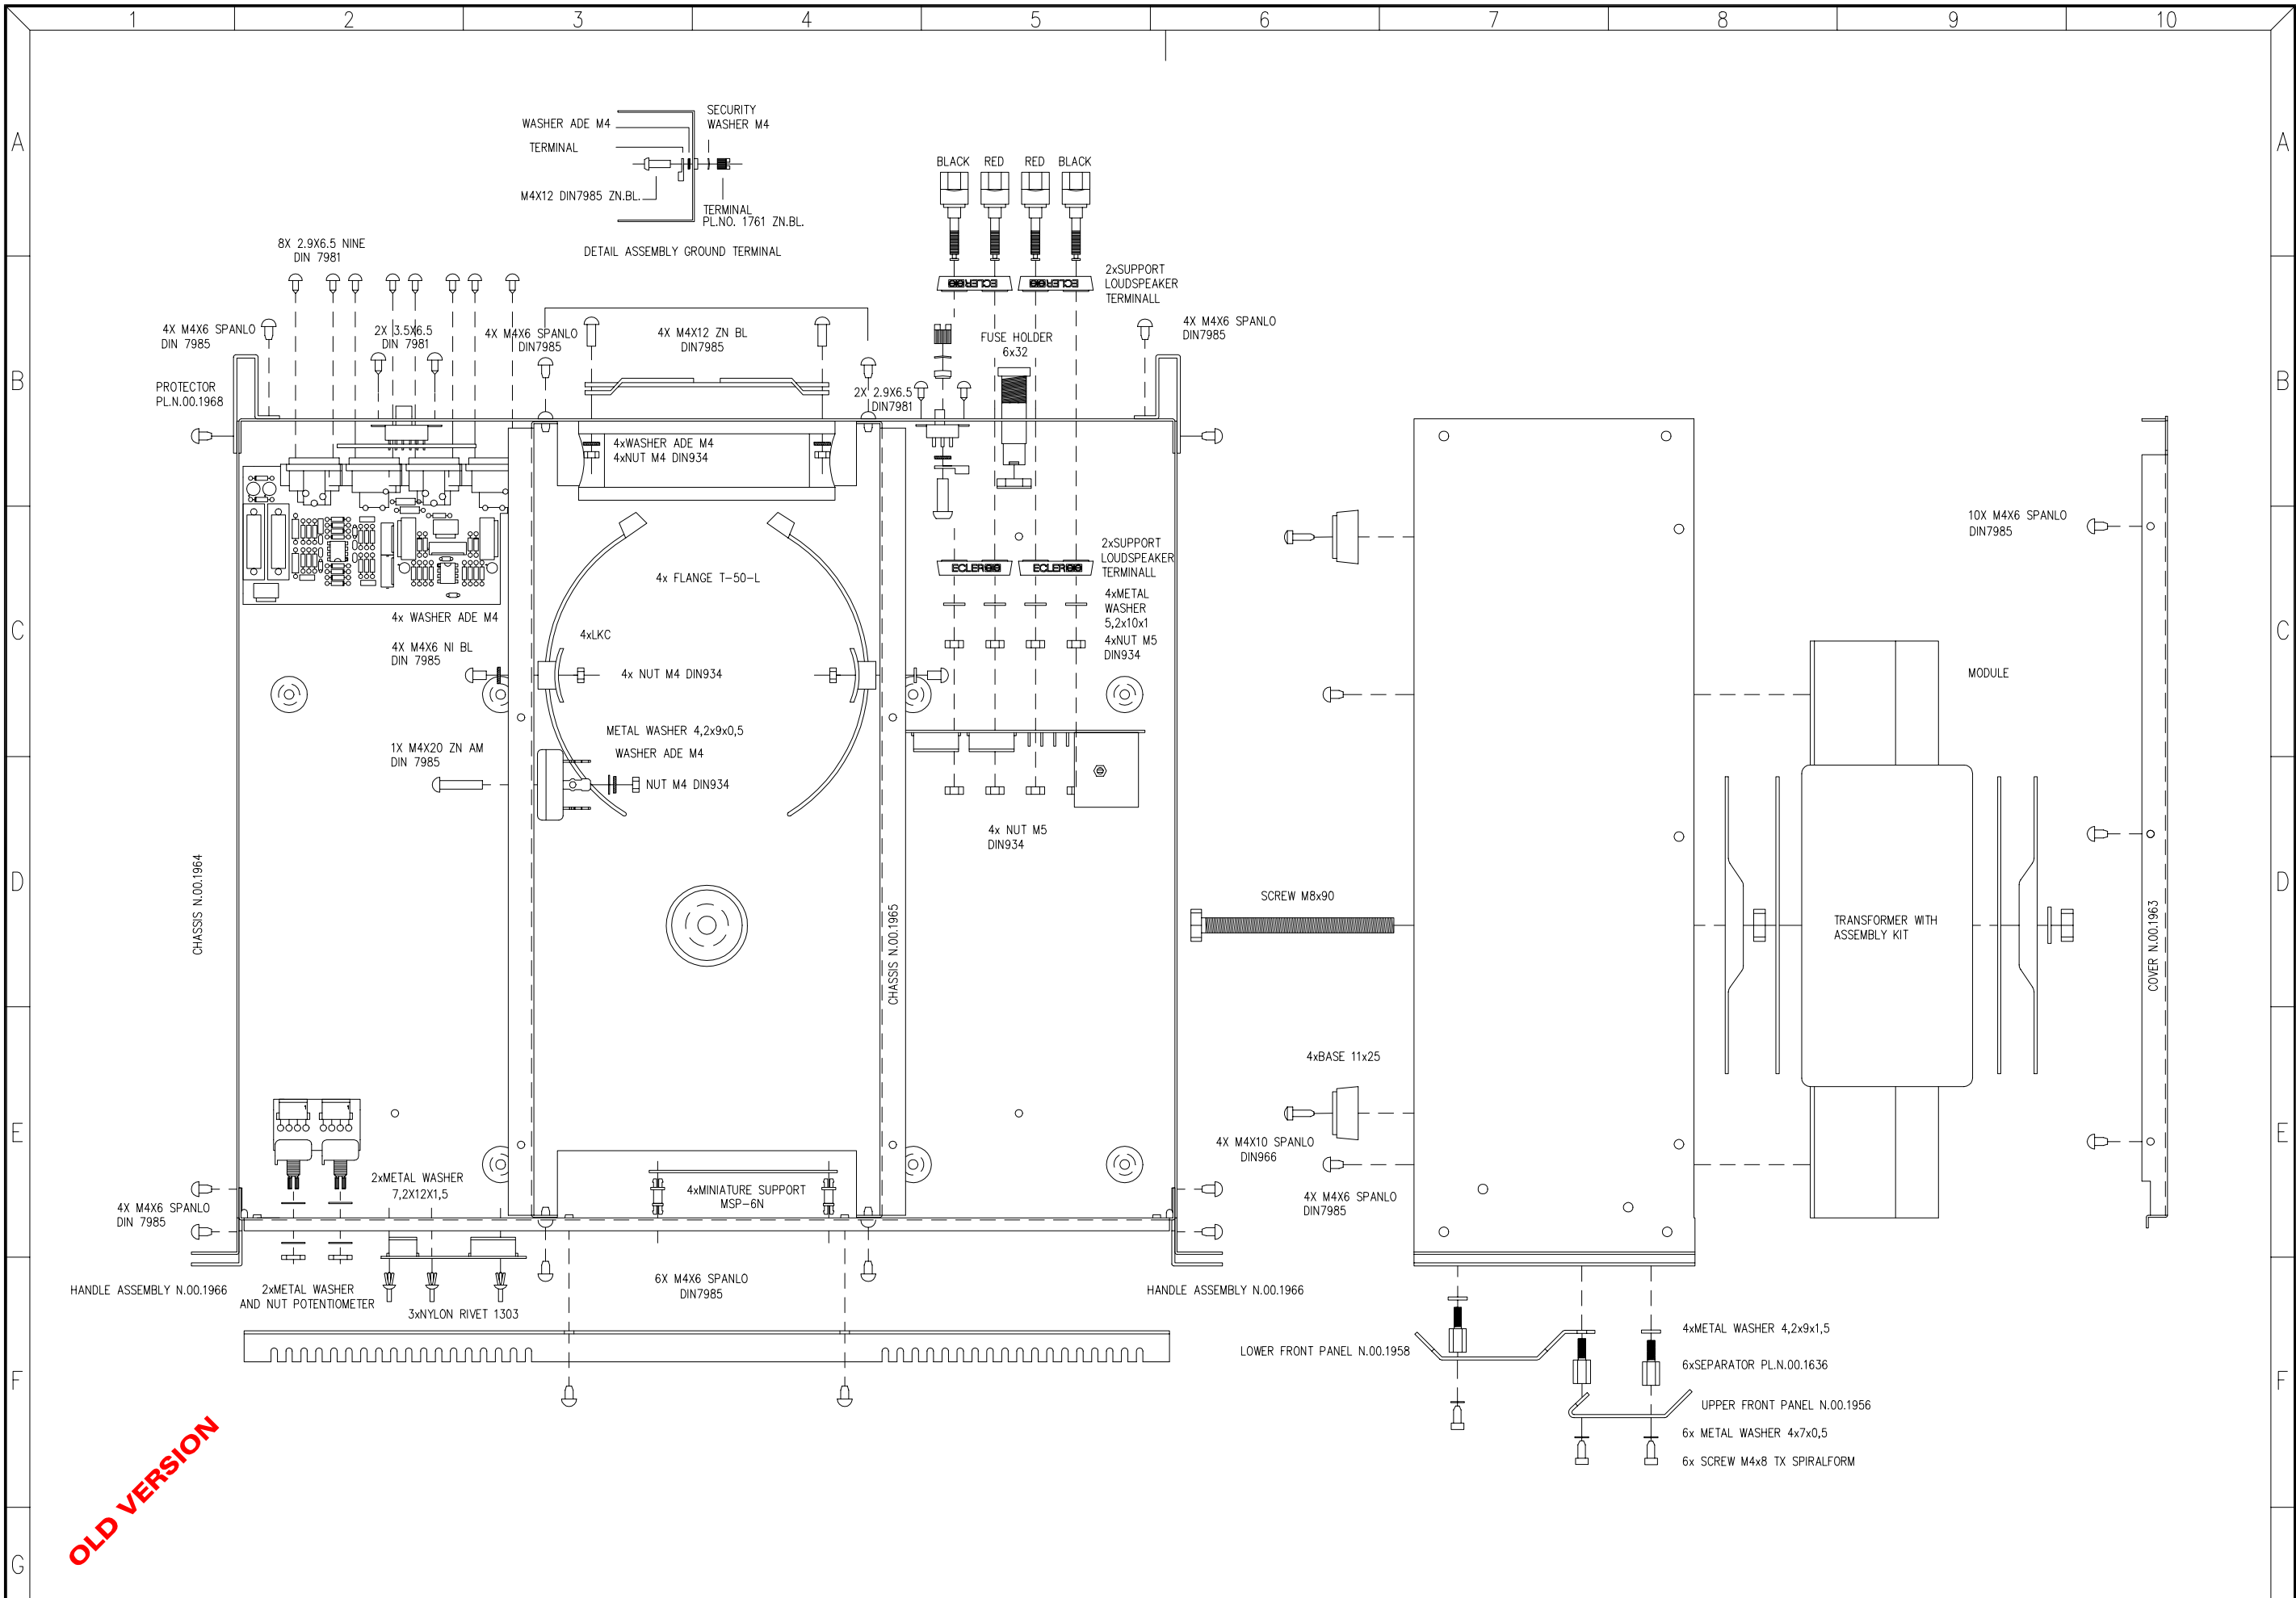 1 2 3 4 5 6 7 8 9 10
A
A
WASHER ADE M4
SECURITY
WASHER M4
TERMINAL
M4X12 DIN7985 ZN.BL.
TERMINAL
PL.NO. 1761 ZN.BL.
DETAIL ASSEMBLY GROUND TERMINAL
BLACK RED RED BLACK
8X 2.9X6.5 NINE
DIN 7981
2xSUPPORT
LOUDSPEAKER
TERMINALL
ECLER
ECLER
4X M4X6 SPANLO
DIN 7985
2X 3.5X6.5
DIN 7981
4X M4X6 SPANLO
DIN7985
4X M4X12 ZN BL
DIN7985
FUSE HOLDER
6x32
4X M4X6 SPANLO
DIN7985
B
B
PROTECTOR
PL.N.00.1968
2X 2.9X6.5
DIN7981
4xWASHER ADE M4
4xNUT M4 DIN934
10X M4X6 SPANLO
DIN7985
2xSUPPORT
LOUDSPEAKER
TERMINALL
ECLER
ECLER
4x FLANGE T-50-L
4xMETAL
WASHER
5,2x10x1
4xNUT M5
DIN934
4x WASHER ADE M4
C
C
4xLKC
4X M4X6 NI BL
DIN 7985
4x NUT M4 DIN934
MODULE
METAL WASHER 4,2x9x0,5
WASHER ADE M4
1X M4X20 ZN AM
DIN 7985
NUT M4 DIN934
4x NUT M5
DIN934
D
D
CHASSIS N.00.1964
CHASSIS N.00.1965
SCREW M8x90
TRANSFORMER WITH
ASSEMBLY KIT
COVER N.00.1963
4xBASE 11x25
E
E
4X M4X10 SPANLO
DIN966
2xMETAL WASHER
7,2X12X1,5
4xMINIATURE SUPPORT
MSP-6N
4X M4X6 SPANLO
DIN 7985
4X M4X6 SPANLO
DIN7985
HANDLE ASSEMBLY N.00.1966
2xMETAL WASHER
AND NUT POTENTIOMETER
3xNYLON RIVET 1303
6X M4X6 SPANLO
DIN7985
HANDLE ASSEMBLY N.00.1966
4xMETAL WASHER 4,2x9x1,5
LOWER FRONT PANEL N.00.1958
6xSEPARATOR PL.N.00.1636
F
F
UPPER FRONT PANEL N.00.1956
6x METAL WASHER 4x7x0,5
6x SCREW M4x8 TX SPIRALFORM
OLD VERSION
G
G